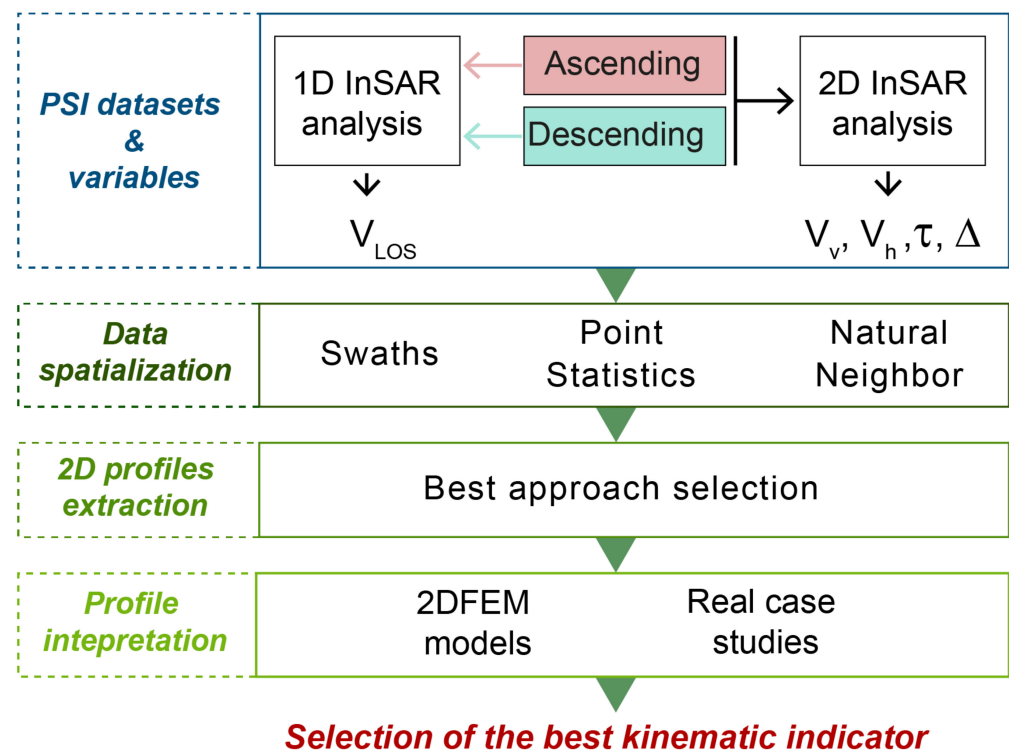 PSI datasets
&
variables
1D InSAR
analysis
Ascending
Descending
2D InSAR
analysis
VLOS
Vv, Vh,τ, Δ
Data
spatialization
Swaths
Point
Statistics
Natural
Neighbor
2D profiles
extraction
Best approach selection
Profile
intepretation
2DFEM
models
Real case
studies
Selection of the best kinematic indicator